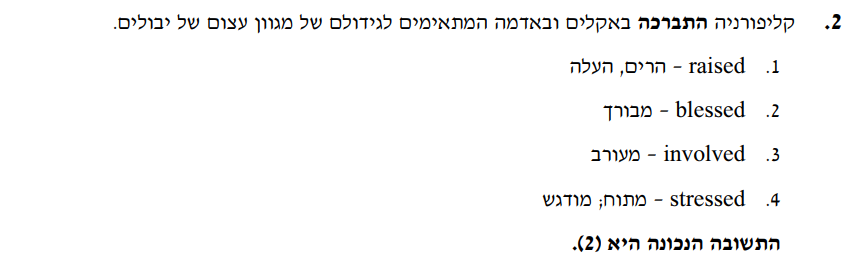 2. קליפורניה התברכה באקלים ובאדמה המתאימים לגידולם של מגוון עצום של יבולים.
1. raised – הרים, העלה
2. blessed – מבורך
3. involved – מעורב
4. stressed – מתוח; מודגש
התשובה הנכונה היא (2).